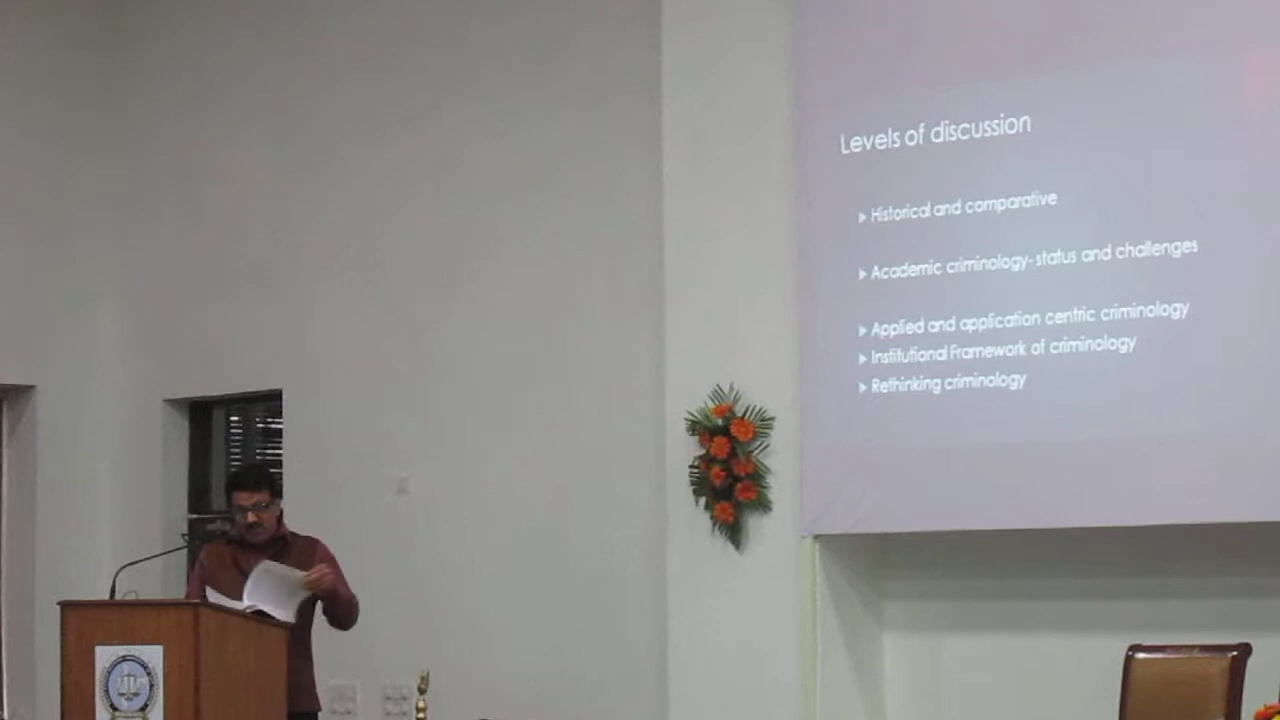 Levels of discussion
Historical and comparative
Academic criminology- status and challenges
Applied and application centric criminology
Institutional Framework of criminology
Rethinking criminology